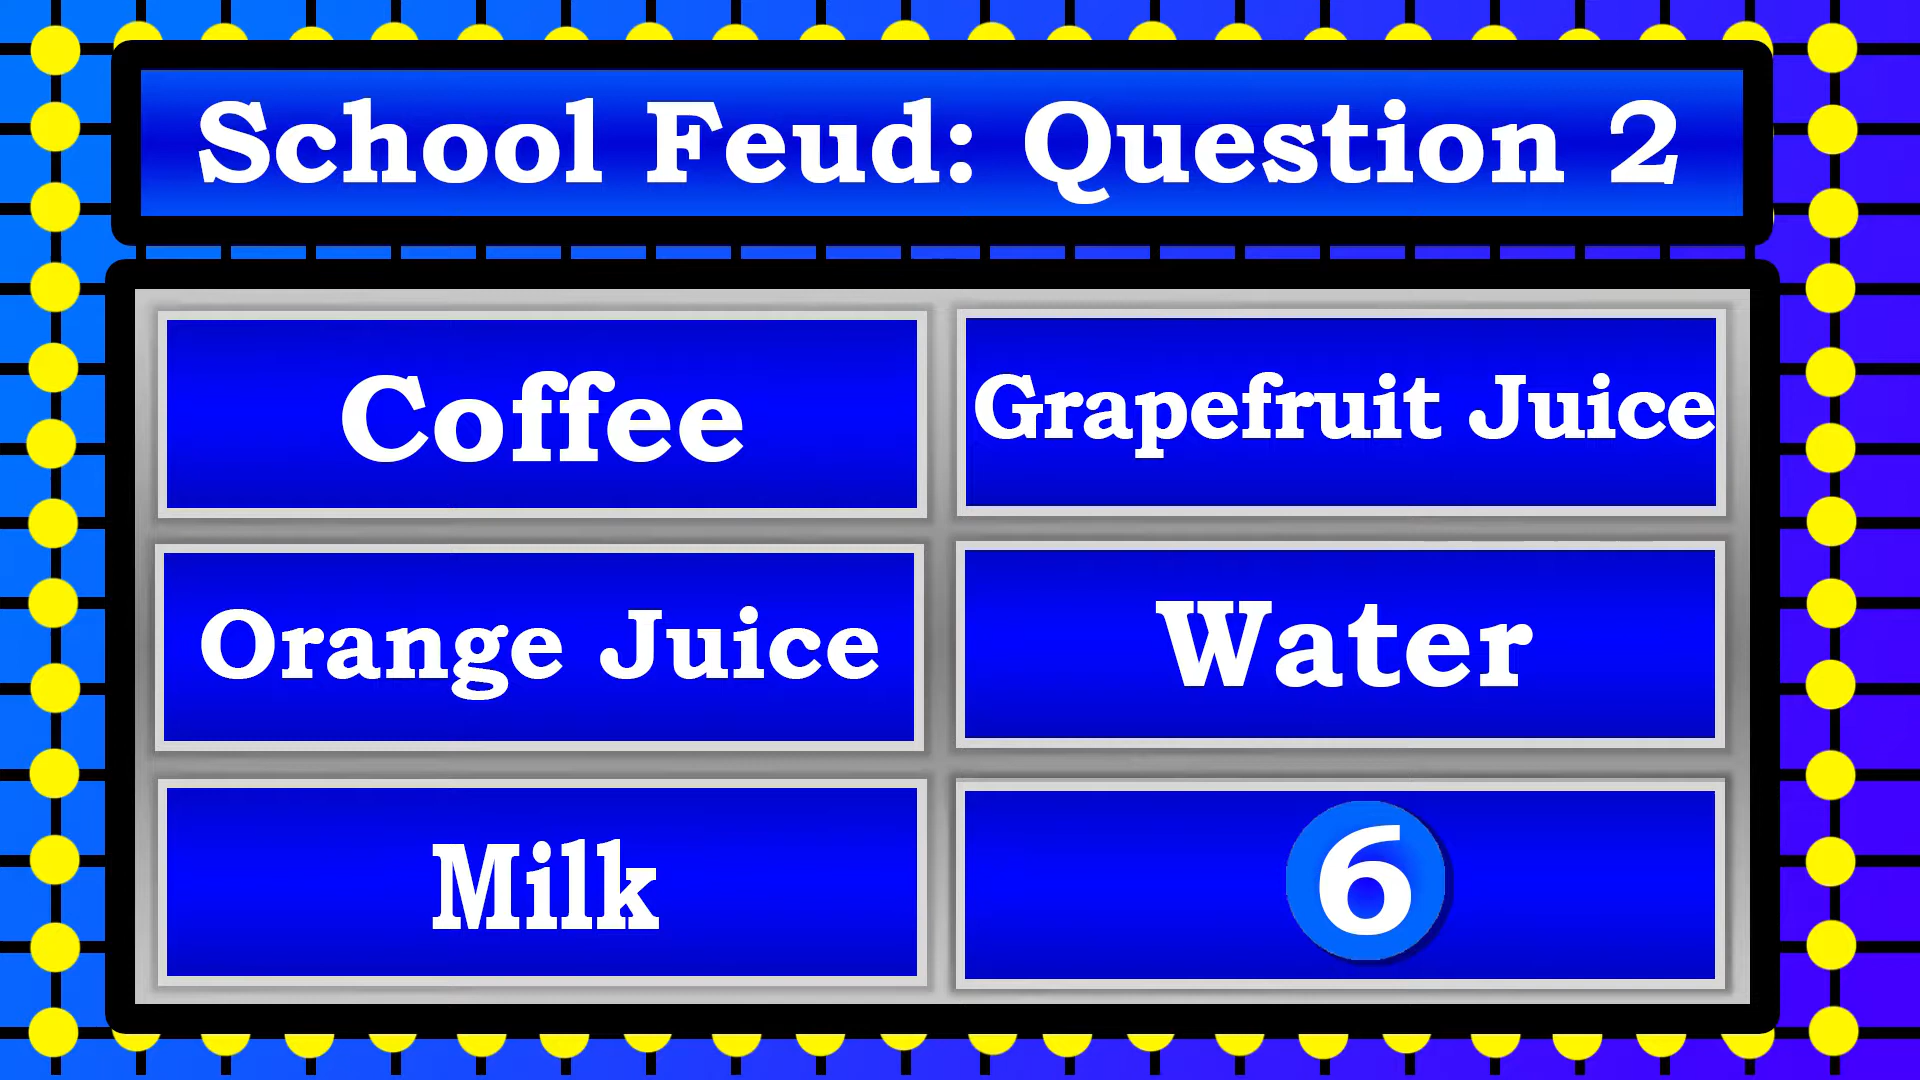 School Feud: Question 2
Coffee
Grapefruit Juice
Orange Juice
Water
Milk
6